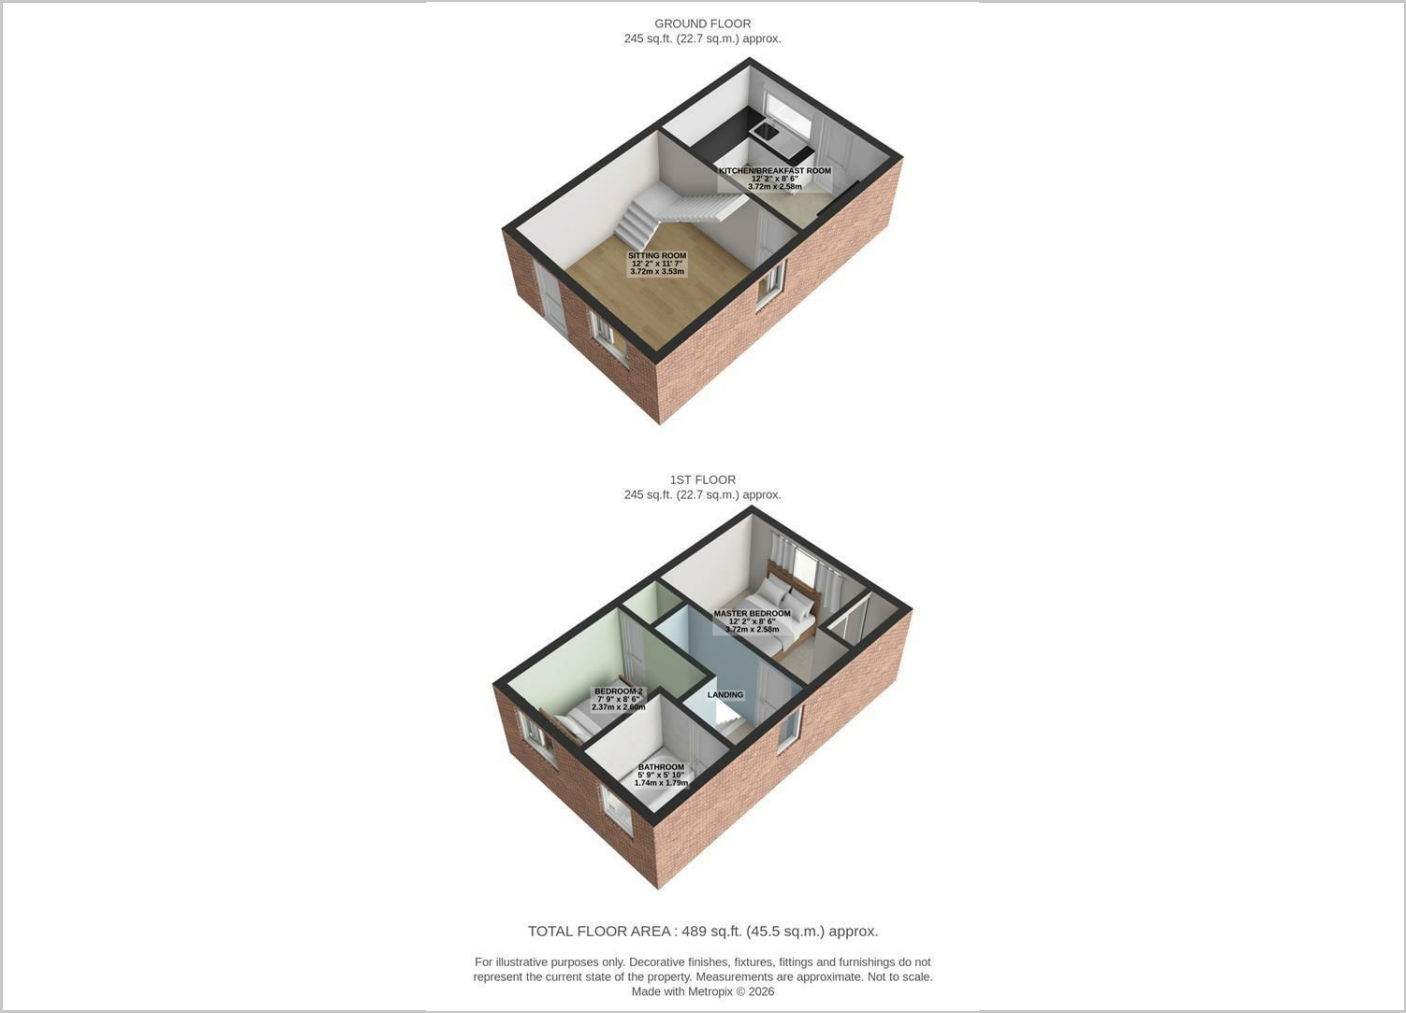 GROUND FLOOR
245 sq.ft. (22.7 sq.m.) approx.
KITCHEN/BREAKFAST ROOM
12' 2" x 8' 6"
3.72m x 2.58m
SITTING ROOM
12' 2" x 11' 7"
3.72m x 3.53m
1ST FLOOR
245 sq.ft. (22.7 sq.m.) approx.
MASTER BEDROOM
12' 2" x 8' 6"
3.72m x 2.58m
BEDROOM 2
7' 9" x 8' 6"
2.37m x 2.60m
LANDING
BATHROOM
5' 9" x 5' 10"
1.74m x 1.79m
TOTAL FLOOR AREA : 489 sq.ft. (45.5 sq.m.) approx.
For illustrative purposes only. Decorative finishes, fixtures, fittings and furnishings do not
represent the current state of the property. Measurements are approximate. Not to scale.
Made with Metropix © 2026